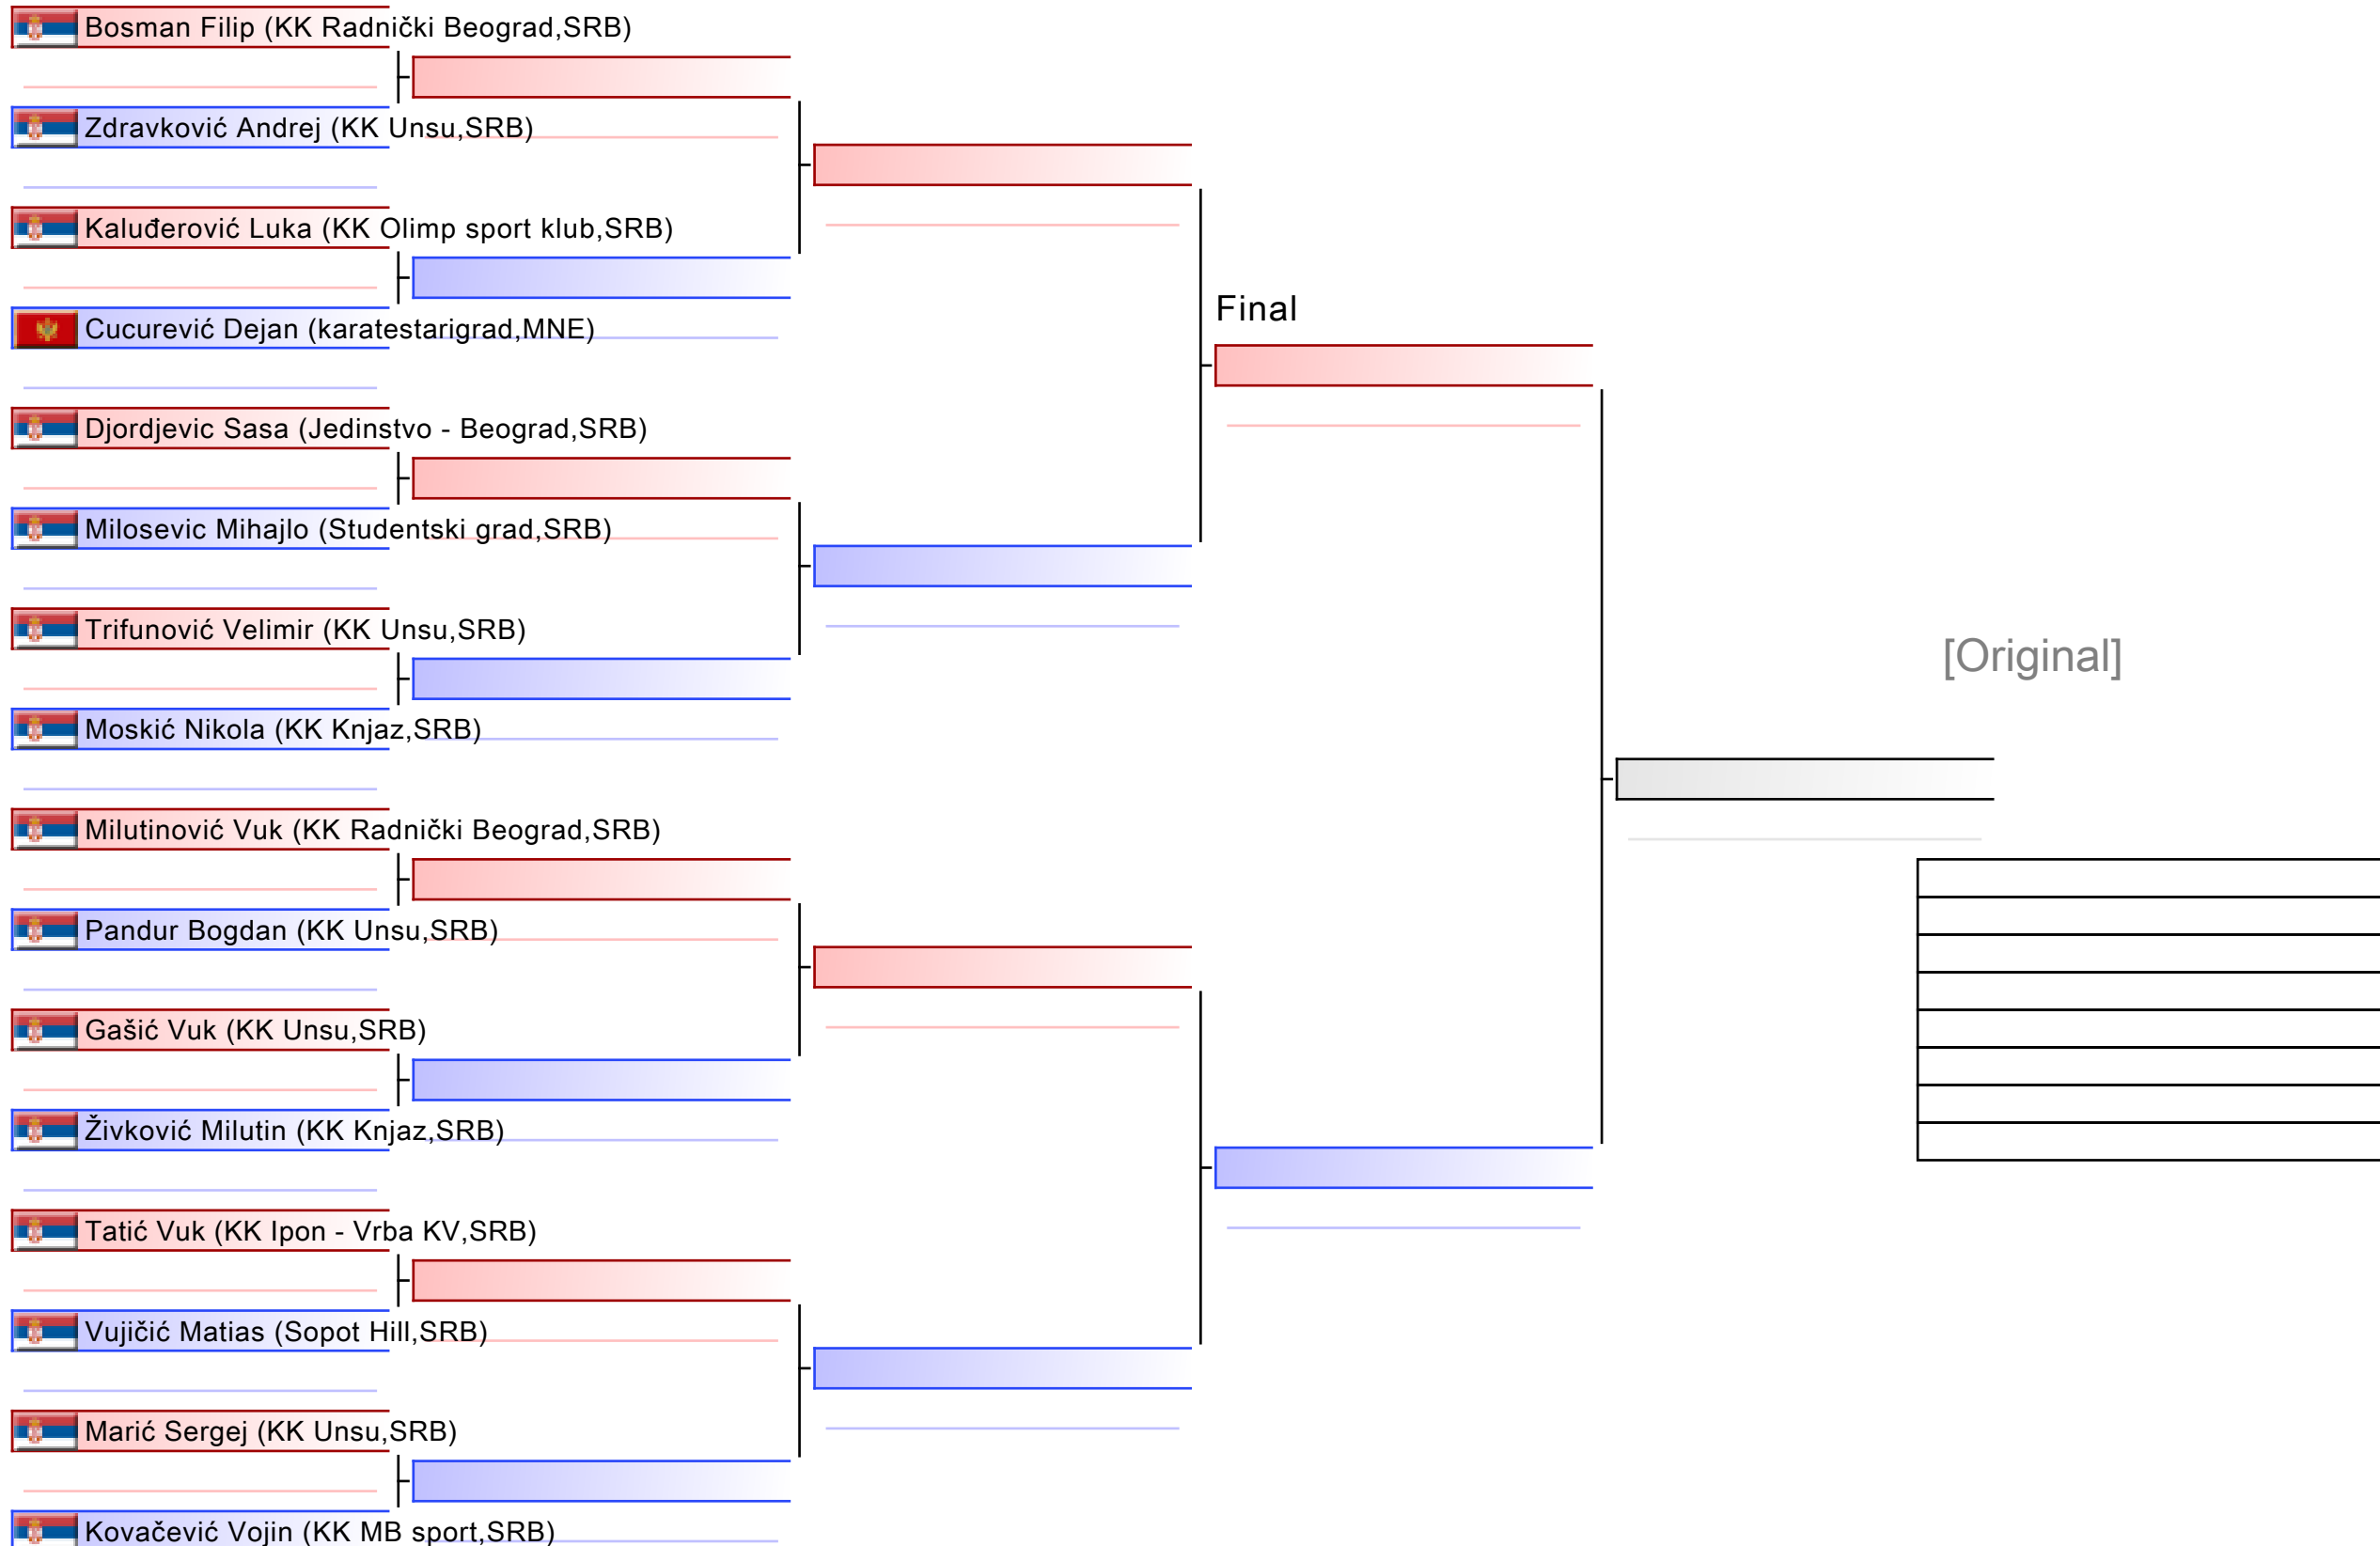 Bosman Filip (KK Radnički Beograd,SRB)
Zdravković Andrej (KK Unsu,SRB)
Kaluđerović Luka (KK Olimp sport klub,SRB)
Final
Cucurević Dejan (karatestarigrad,MNE)
Djordjevic Sasa (Jedinstvo - Beograd,SRB)
Milosevic Mihajlo (Studentski grad,SRB)
Trifunović Velimir (KK Unsu,SRB)
[Original]
Moskić Nikola (KK Knjaz,SRB)
Milutinović Vuk (KK Radnički Beograd,SRB)
Pandur Bogdan (KK Unsu,SRB)
Gašić Vuk (KK Unsu,SRB)
Živković Milutin (KK Knjaz,SRB)
Tatić Vuk (KK Ipon - Vrba KV,SRB)
Vujičić Matias (Sopot Hill,SRB)
Marić Sergej (KK Unsu,SRB)
Kovačević Vojin (KK MB sport,SRB)